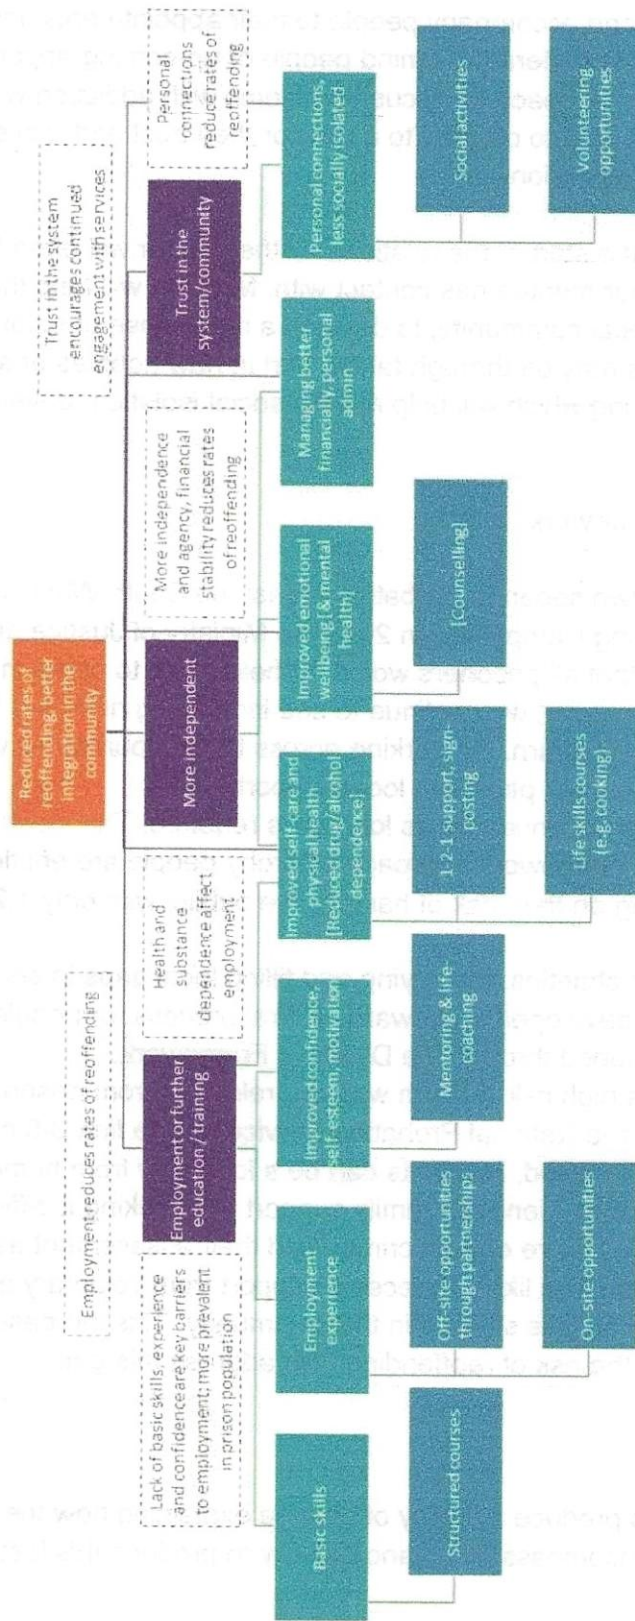 Reduced rates of
reoffending, better
integration in the
community
Employment reduces rates of reoffending
Trust in the system
encourages continued
engagement with services
Lack of basic skills, experience
and confidence are key barriers
to employment; more prevalent
in prison population
Employment or further
education / training
Health and
substance
dependence affect
employment
More independent
More independence
and agency, financial
stability reduces rates
of reoffending
Trust in the
system/community
Personal
connections
reduce rates of
reoffending
Basic skills
Employment
experience
Improved confidence,
self-esteem, motivation
Improved self-care and
physical health
[Reduced drug/alcohol
dependence]
Improved emotional
wellbeing [& mental
health]
Managing better
financially, personal
admin
Personal connections,
less socially isolated
Structured courses
Off-site opportunities
through partnerships
Mentoring & life-
coaching
1-2-1 support, sign-
posting
[Counselling]
Social activities
On-site opportunities
Life skills courses
(e.g. cooking)
Volunteering
opportunities